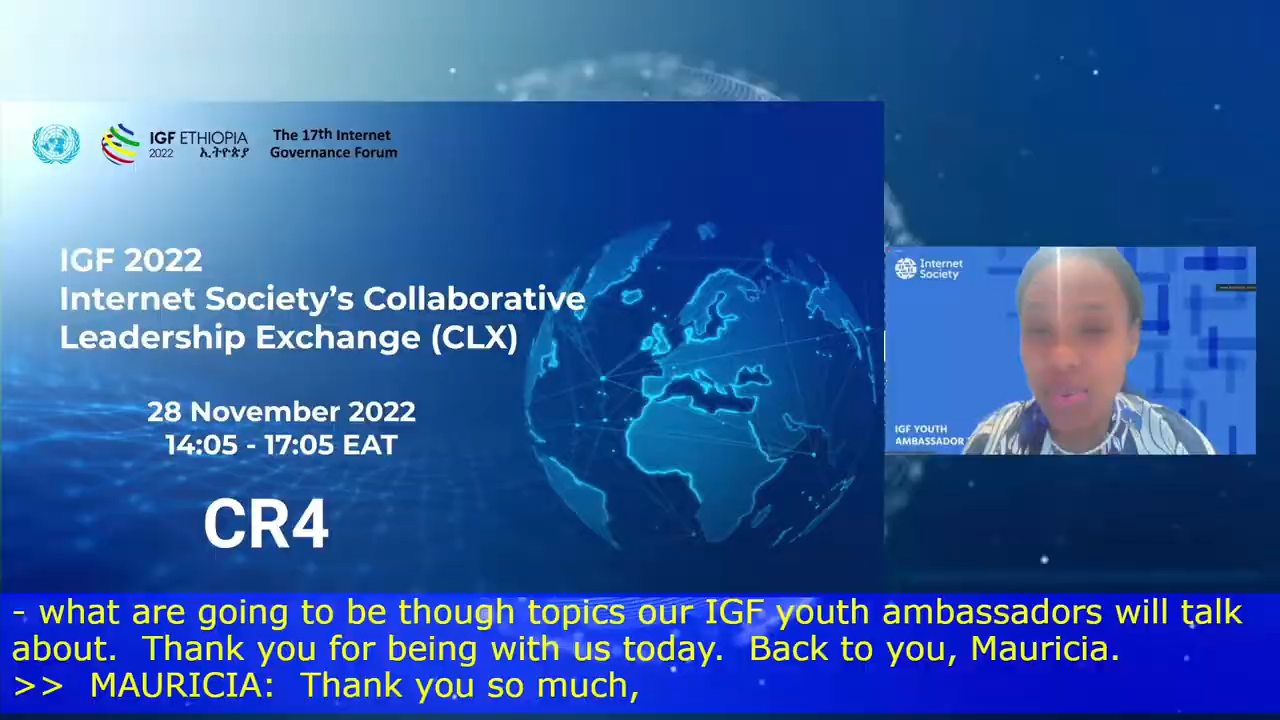 IGF ETHIOPIA
2022 ኢትዮጵያ
The 17th Internet
Governance Forum
IGF 2022
Internet Society’s Collaborative
Leadership Exchange (CLX)
28 November 2022
14:05 - 17:05 EAT
CR4
Internet
Society
IGF YOUTH
AMBASSADOR
- what are going to be though topics our IGF youth ambassadors will talk
about.  Thank you for being with us today.  Back to you, Mauricia.
>>  MAURICIA:  Thank you so much,